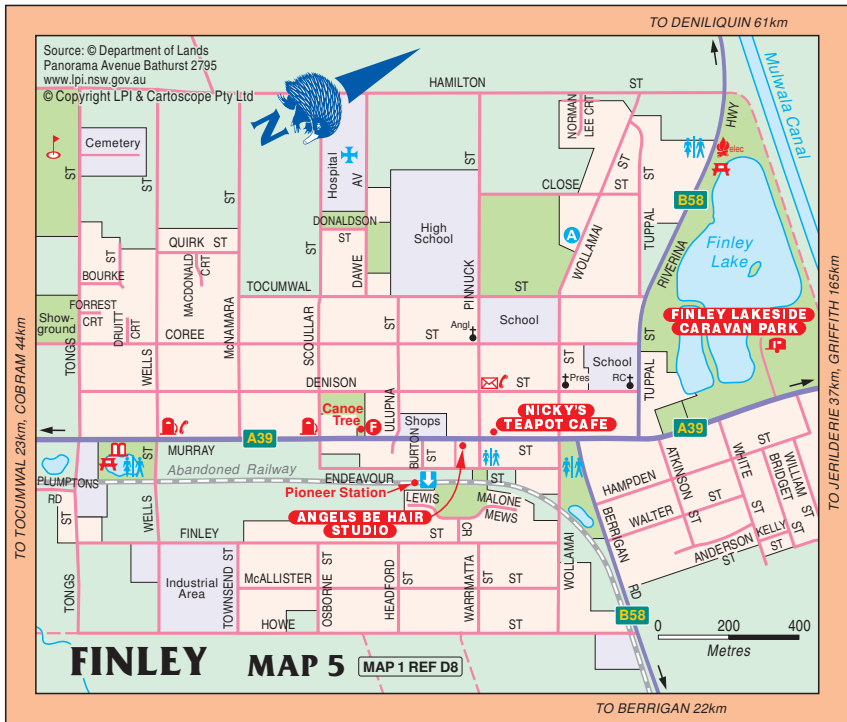 TO DENILIQUIN 61km
Source: © Department of Lands
Panorama Avenue Bathurst 2795
www.lpi.nsw.gov.au
© Copyright LPI & Cartoscope Pty Ltd
N
HAMILTON ST
Mulwala Canal
HWY
NORMAN
LEE CRT
Cemetery
ST
ST
ST
Hospital
AV
elec
CLOSE ST
ST
B58
High
School
DONALDSON
ST
A
WOLLAMAI
TUPPAL
RIVERINA
Finley
Lake
QUIRK ST
ST
DAWIE
PINNUCK
BOURKE
ST
MACDONALD
CRT
TOCUMWAL
ST
FORREST
CRT
Show-
ground
DRUITT
CRT
COREE
McNAMARA
SCOULLAR
ST
ST
Angl
School
ST
FINLEY LAKESIDE
CARAVAN PARK
TONGS
WELLS
DENISON
ST
ST
School
Pres
RC
TUPPAL
Canoe
Tree
F
ULUPNA
Shops
NICKY'S
TEAPOT CAFE
A39
A39
MURRAY
ST
BURTON
ST
ST
Abandoned Railway
PLUMPTONS
RD
ST
ENDEAVOUR
Pioneer Station
LEWIS
MALONE
MEWS
ANGELS BE HAIR
STUDIO
HAMPDEN
ATKINSON
ST
WHITE
ST
ST
WILLIAM
BRIDGET
ST
ST
WALTER
ST
ANDERSON
ST
KELLY
ST
WELLS
FINLEY
ST
CR
BERRIGAN
RD
Industrial
Area
TOWNSEND ST
McALLISTER
OSBORNE ST
HEADFORD
ST
WARRMATTA
ST
ST
WOLLAMAI
TONGS
HOWE
ST
B58
0 200 400
Metres
FINLEY MAP 5 MAP 1 REF D8
TO BERRIGAN 22km
TO TOCUMWAL 23km, COBRAM 44km
TO JERILDERIE 37km, GRIFFITH 165km